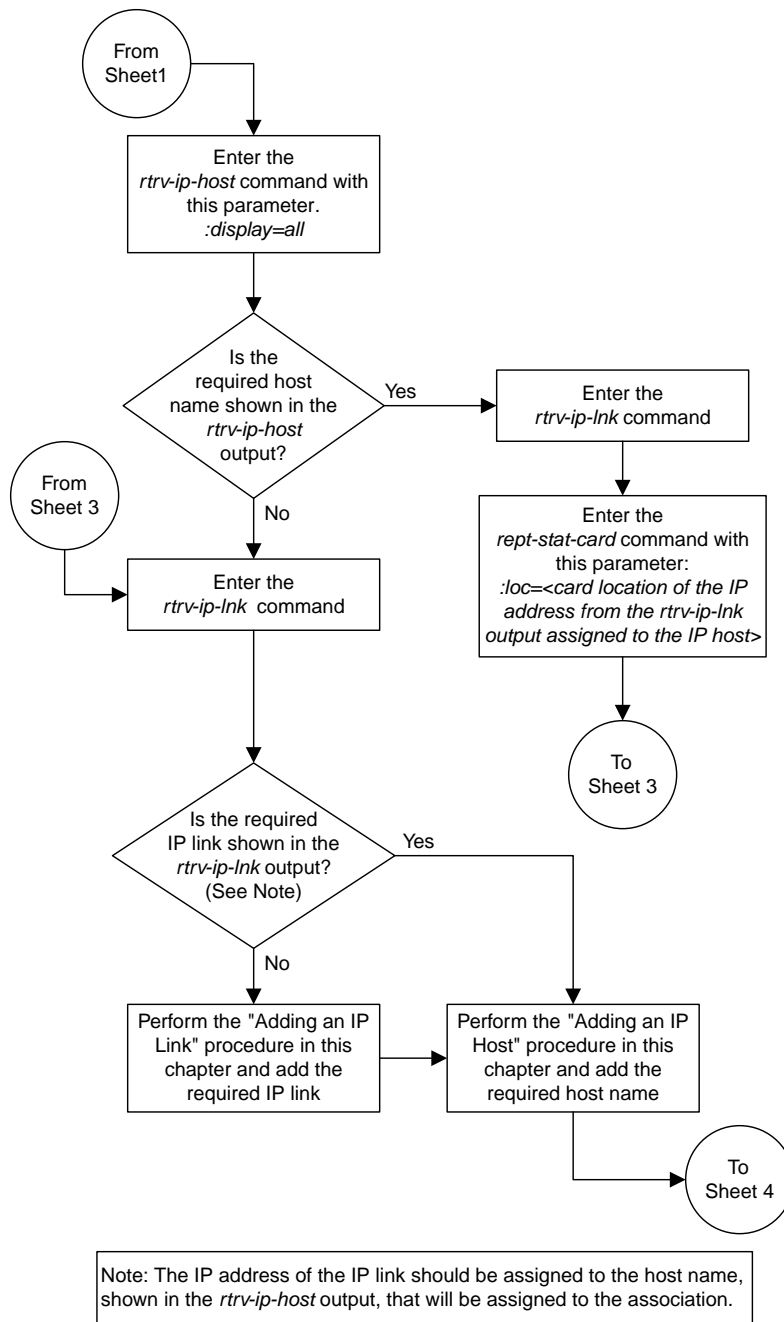 From
Sheet1
Enter the
rtrv-ip-host command with
this parameter.
:display=all
Is the
required host
name shown in the
rtrv-ip-host
output?
Yes
Enter the
rtrv-ip-lnk command
Enter the
rept-stat-card command with
this parameter:
:loc=<card location of the IP
address from the rtrv-ip-lnk
output assigned to the IP host>
To
Sheet 3
No
From
Sheet 3
Enter the
rtrv-ip-lnk command
Is the required
IP link shown in the
rtrv-ip-lnk output?
(See Note)
Yes
No
Perform the "Adding an IP
Link" procedure in this
chapter and add the
required IP link
Perform the "Adding an IP
Host" procedure in this
chapter and add the
required host name
To
Sheet 4
Note: The IP address of the IP link should be assigned to the host name,
shown in the rtrv-ip-host output, that will be assigned to the association.